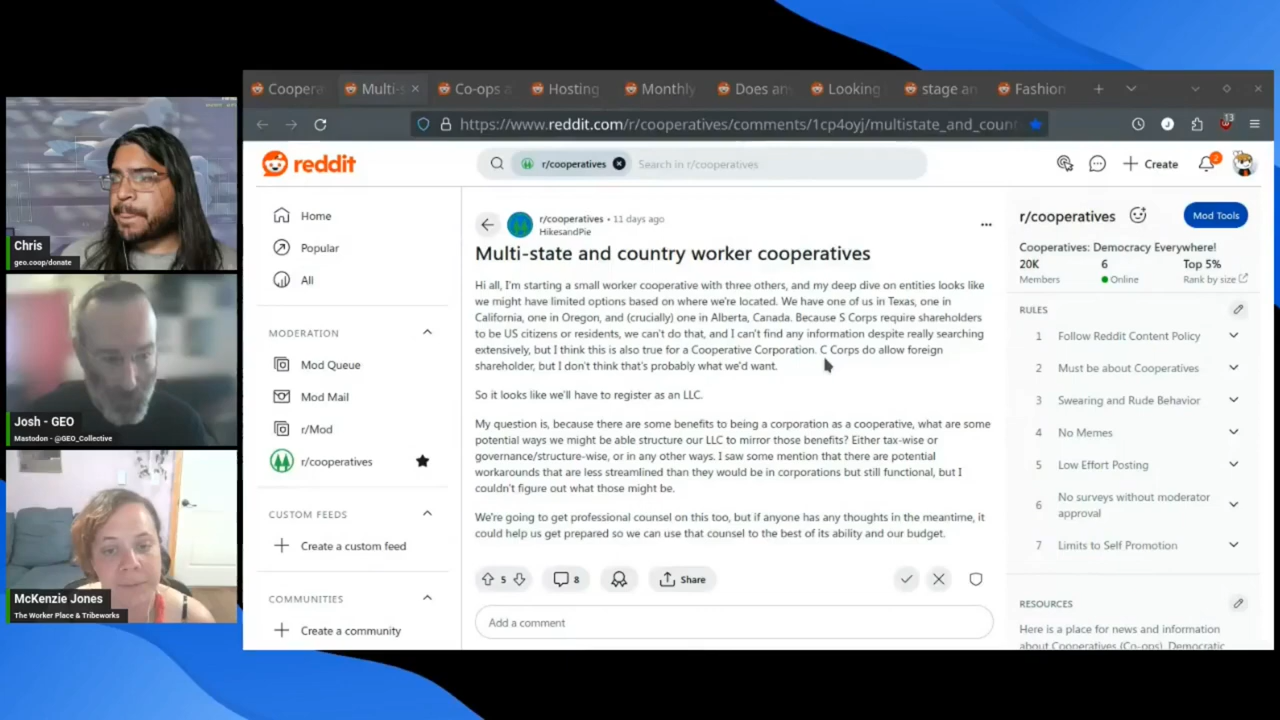 Coopera
Multi-s
Co-ops a
Hosting
Monthly
Does an
Looking
stage an
Fashion
https://www.reddit.com/r/cooperatives/comments/1cp4oyj/multistate_and_count
13
reddit
r/cooperatives
Search in r/cooperatives
Create
2
Chris
geo.coop/donate
Josh - GEO
Mastodon - @GEO_Collective
McKenzie Jones
The Worker Place & Tribeworks
Home
Popular
All
MODERATION
Mod Queue
Mod Mail
r/Mod
r/cooperatives
CUSTOM FEEDS
Create a custom feed
COMMUNITIES
Create a community
r/cooperatives • 11 days ago
HikesandPie
Multi-state and country worker cooperatives
Hi all, I'm starting a small worker cooperative with three others, and my deep dive on entities looks like
we might have limited options based on where we're located. We have one of us in Texas, one in
California, one in Oregon, and (crucially) one in Alberta, Canada. Because S Corps require shareholders
to be US citizens or residents, we can't do that, and I can't find any information despite really searching
extensively, but I think this is also true for a Cooperative Corporation. C Corps do allow foreign
shareholder, but I don't think that's probably what we'd want.
So it looks like we'll have to register as an LLC.
My question is, because there are some benefits to being a corporation as a cooperative, what are some
potential ways we might be able structure our LLC to mirror those benefits? Either tax-wise or
governance/structure-wise, or in any other ways. I saw some mention that there are potential
workarounds that are less streamlined than they would be in corporations but still functional, but I
couldn't figure out what those might be.
We're going to get professional counsel on this too, but if anyone has any thoughts in the meantime, it
could help us get prepared so we can use that counsel to the best of its ability and our budget.
5
8
Share
Add a comment
r/cooperatives
Mod Tools
Cooperatives: Democracy Everywhere!
20K
6
Top 5%
Members
Online
Rank by size
RULES
1 Follow Reddit Content Policy
2 Must be about Cooperatives
3 Swearing and Rude Behavior
4 No Memes
5 Low Effort Posting
6 No surveys without moderator
approval
7 Limits to Self Promotion
RESOURCES
Here is a place for news and information
about Cooperatives (Co-ops), Democratic